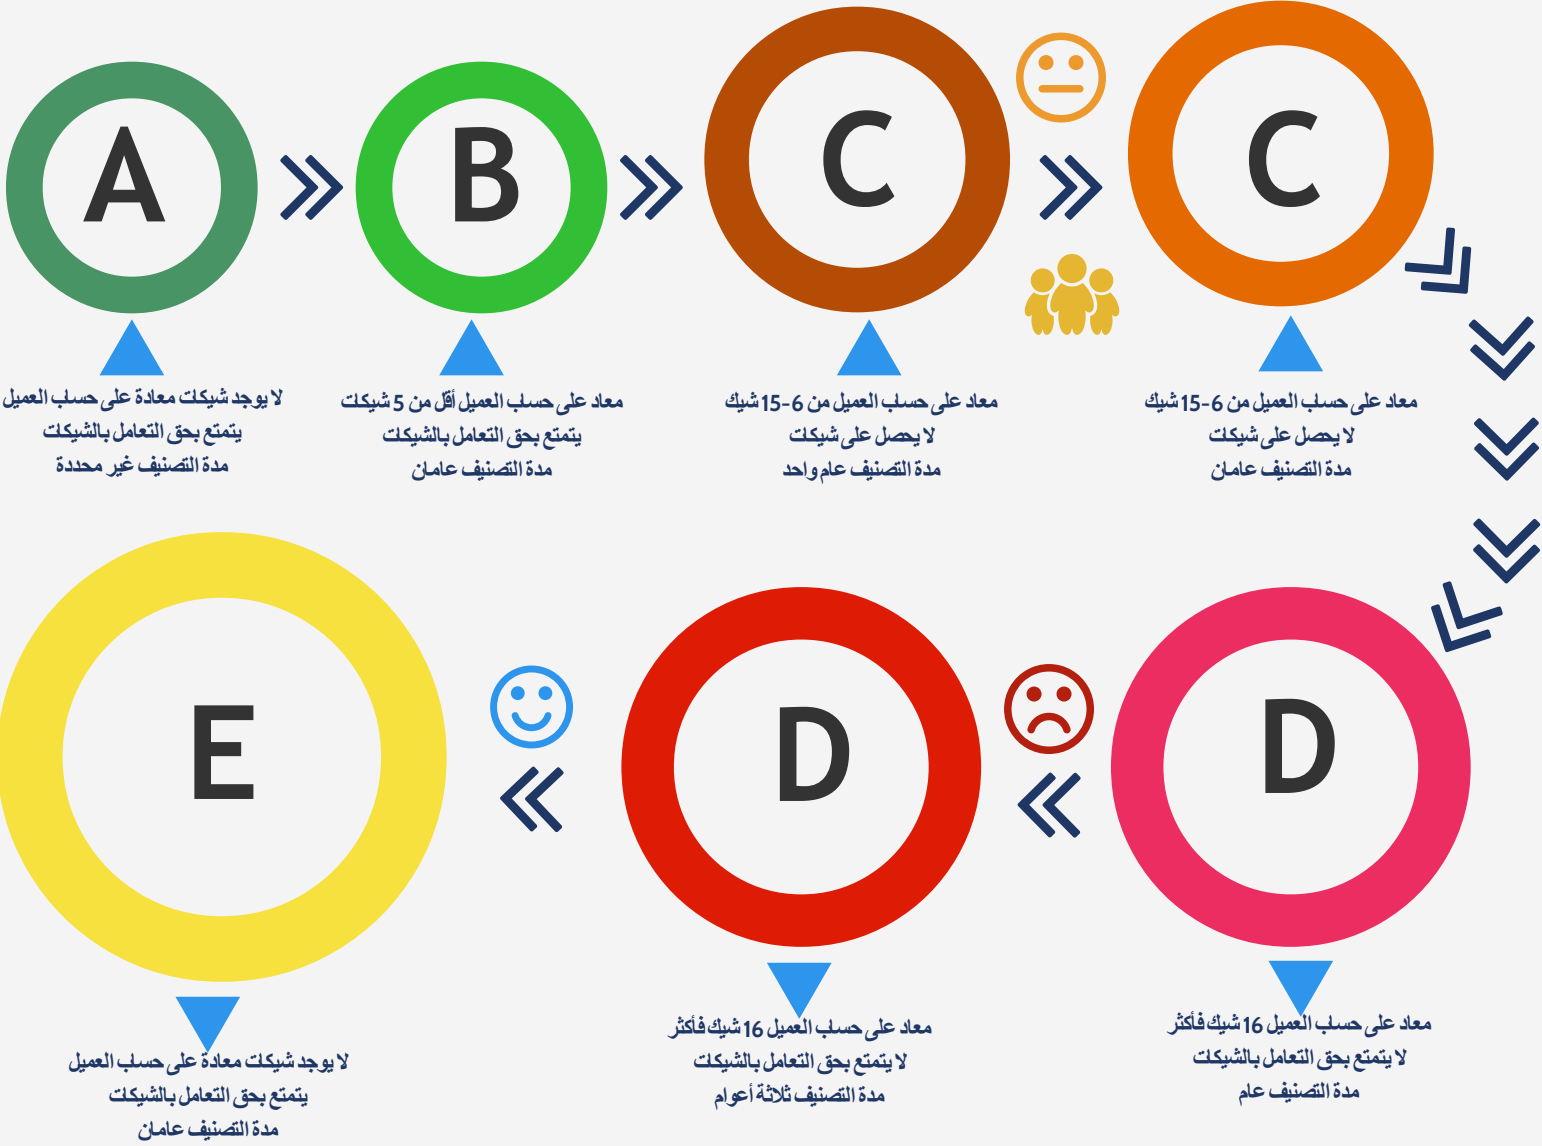 A
لا يوجد شيكات معادة على حساب العميل
يتمتع بحق التعامل بالشيكات
مدة التصنيف غير محددة
B
معاد على حساب العميل أقل من 5 شيكات
يتمتع بحق التعامل بالشيكات
مدة التصنيف عامان
C
معاد على حساب العميل من 6-15 شيك
لا يحصل على شيكات
مدة التصنيف عام واحد
C
معاد على حساب العميل من 6-15 شيك
لا يحصل على شيكات
مدة التصنيف عامان
D
معاد على حساب العميل 16 شيك فأكثر
لا يتمتع بحق التعامل بالشيكات
مدة التصنيف عام
D
معاد على حساب العميل 16 شيك فأكثر
لا يتمتع بحق التعامل بالشيكات
مدة التصنيف ثلاثة أعوام
E
لا يوجد شيكات معادة على حساب العميل
يتمتع بحق التعامل بالشيكات
مدة التصنيف عامان